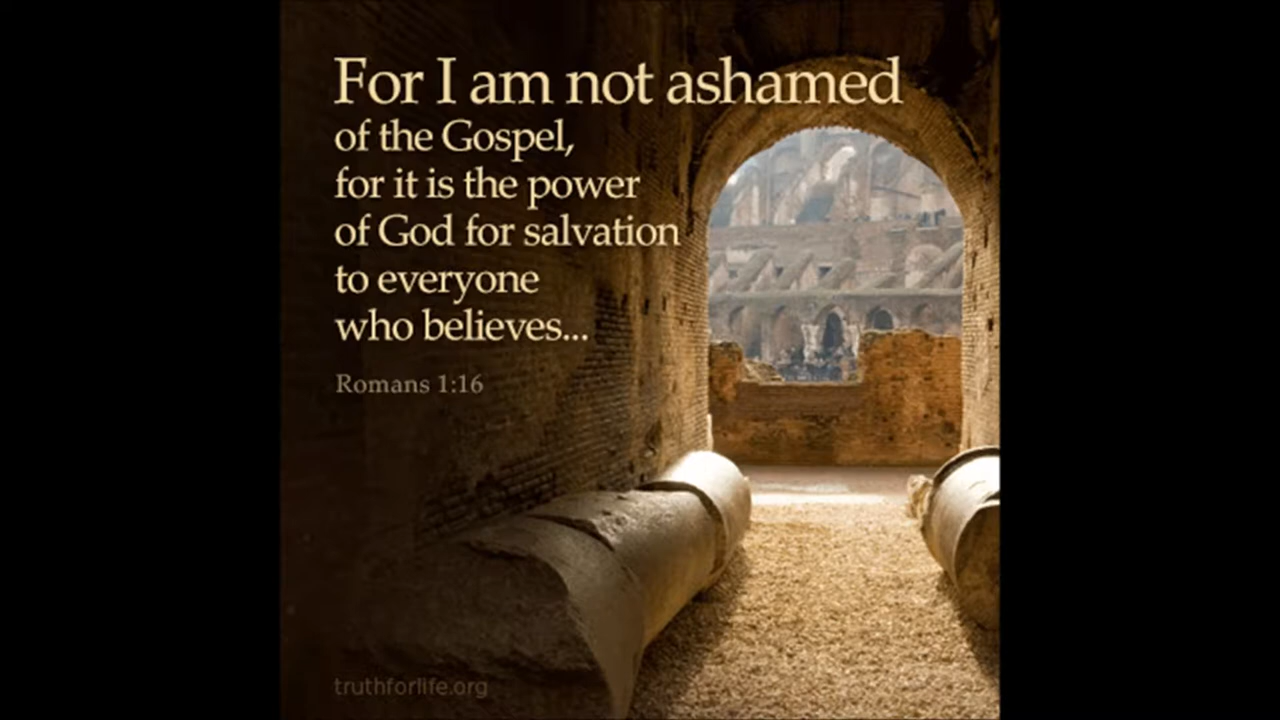 For I am not ashamed
of the Gospel,
for it is the power
of God for salvation
to everyone
who believes...
Romans 1:16
truthforlife.org